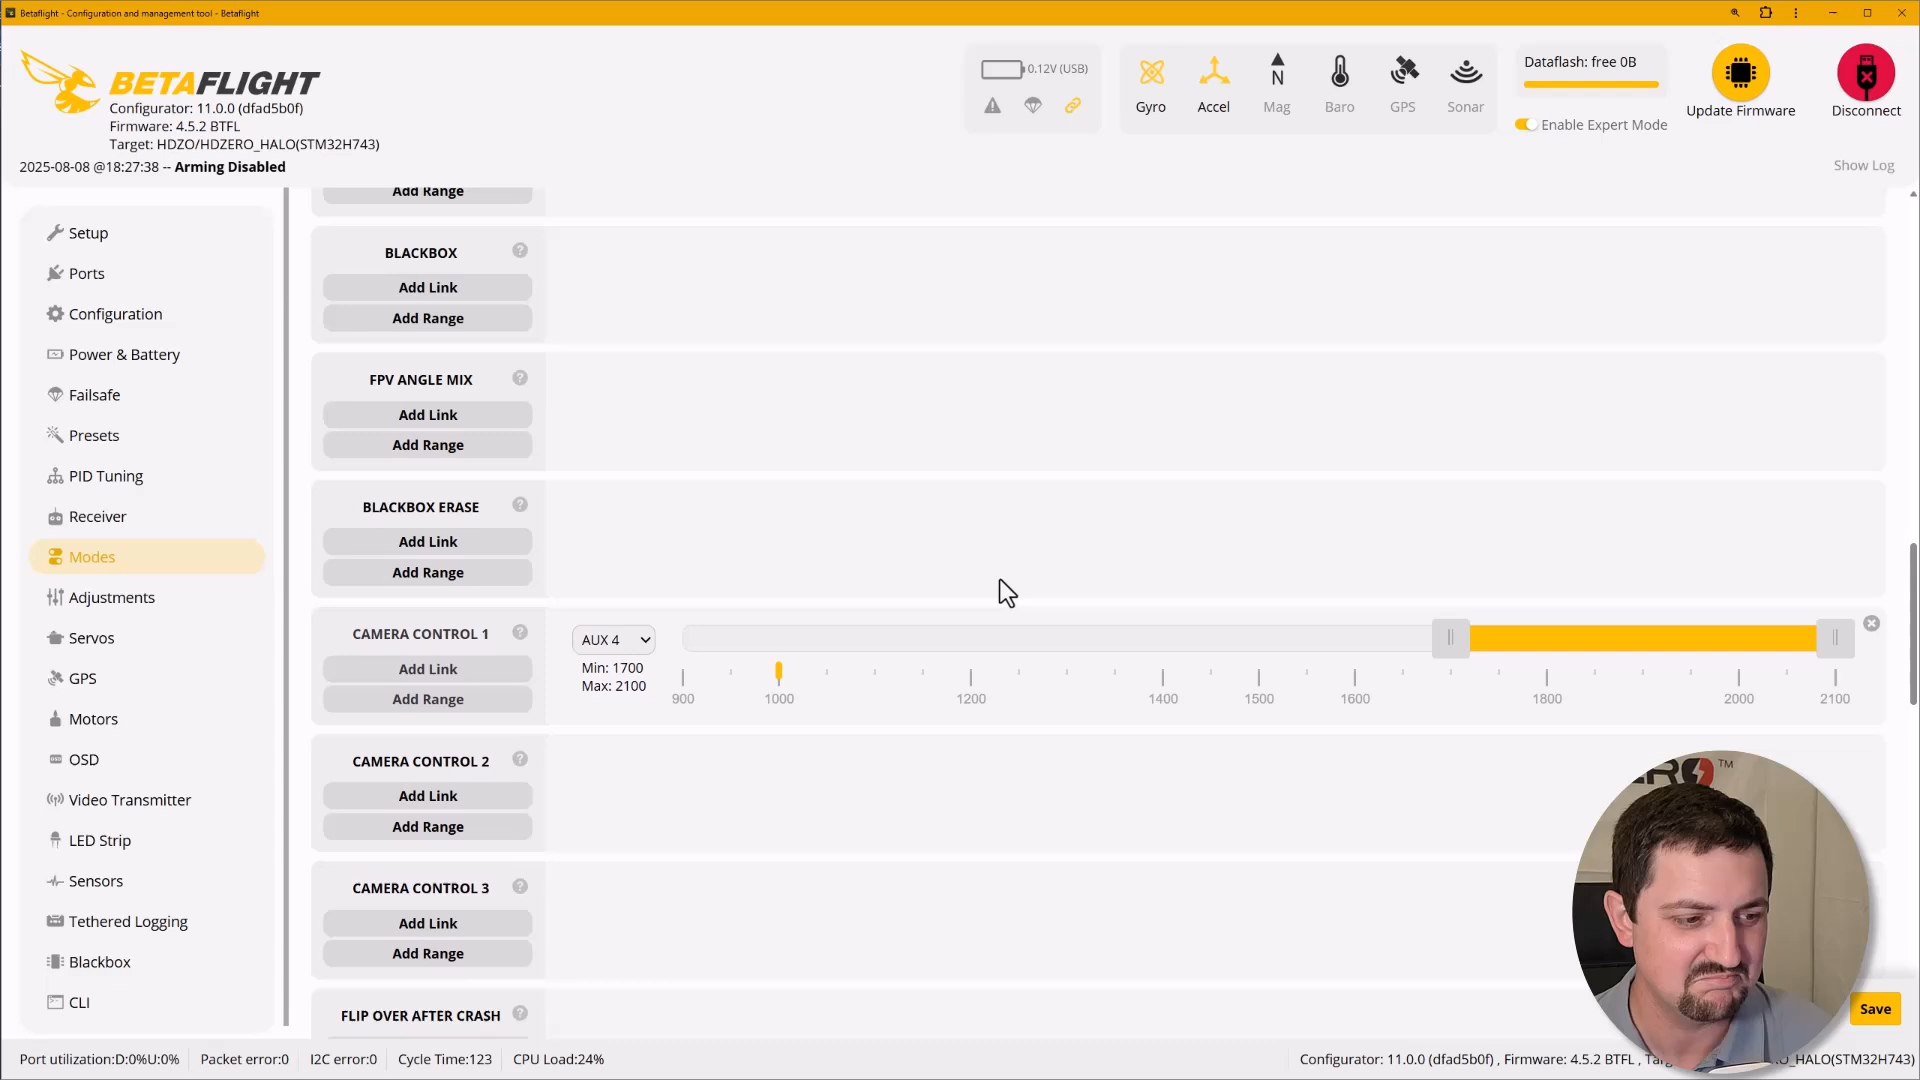 Betaflight - Configuration and management tool - Betaflight
BETAFLIGHT
Configurator: 11.0.0 (dfad5b0f)
Firmware: 4.5.2 BTFL
Target: HDZO/HDZERO_HALO(STM32H743)
2025-08-08 @18:27:38 -- Arming Disabled
0.12V (USB)
Gyro
Accel
Mag
Baro
GPS
Sonar
Dataflash: free 0B
Enable Expert Mode
Update Firmware
Disconnect
Show Log
Setup
Ports
Configuration
Power & Battery
Failsafe
Presets
PID Tuning
Receiver
Modes
Adjustments
Servos
GPS
Motors
OSD
Video Transmitter
LED Strip
Sensors
Tethered Logging
Blackbox
CLI
Add Range
BLACKBOX
Add Link
Add Range
FPV ANGLE MIX
Add Link
Add Range
BLACKBOX ERASE
Add Link
Add Range
CAMERA CONTROL 1
Add Link
Add Range
AUX 4
Min: 1700
Max: 2100
900 1000 1200 1400 1500 1600 1800 2000 2100
CAMERA CONTROL 2
Add Link
Add Range
CAMERA CONTROL 3
Add Link
Add Range
FLIP OVER AFTER CRASH
ERO TM
Save
Port utilization:D:0%U:0% Packet error:0 I2C error:0 Cycle Time:123 CPU Load:24%
Configurator: 11.0.0 (dfad5b0f) , Firmware: 4.5.2 BTFL , _HALO(STM32H743)